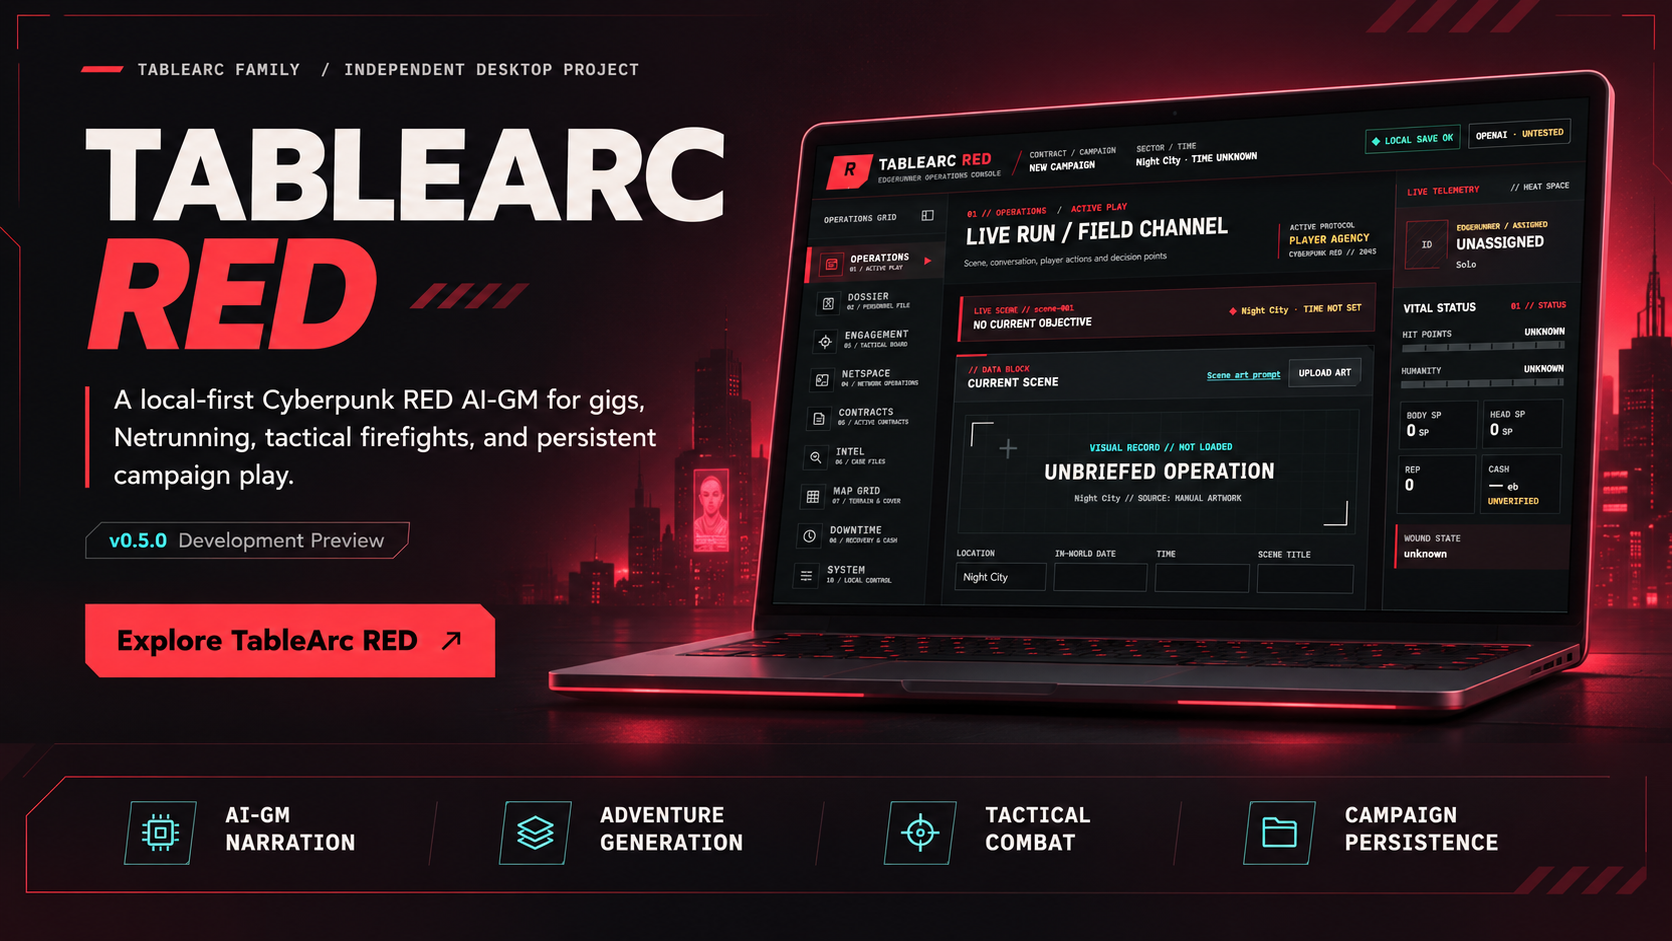 TABLEARC FAMILY / INDEPENDENT DESKTOP PROJECT
TABLEARC
RED
A local-first Cyberpunk RED AI-GM for gigs,
Netrunning, tactical firefights, and persistent
campaign play.
v0.5.0 Development Preview
Explore TableArc RED ↗
R
TABLEARC RED
EDGERUNNER OPERATIONS CONSOLE
CONTRACT / CAMPAIGN
NEW CAMPAIGN
SECTOR / TIME
Night City · TIME UNKNOWN
LOCAL SAVE OK
OPENAI · UNTESTED
OPERATIONS GRID
OPERATIONS
01 / ACTIVE PLAY
DOSSIER
02 / PERSONNEL FILE
ENGAGEMENT
TACTICAL BOARD
NETSPACE
04 / NETWORK OPERATIONS
CONTRACTS
ACTIVE CONTRACTS
INTEL
06 / CASE FILES
MAP GRID
07 / TERRAIN & COVER
DOWNTIME
RECOVERY & CASH
SYSTEM
10 / LOCAL CONTROL
01 // OPERATIONS / ACTIVE PLAY
LIVE RUN / FIELD CHANNEL
Scene, conversation, player actions and decision points
ACTIVE PROTOCOL
PLAYER AGENCY
CYBERPUNK RED // 2045
LIVE SCENE // scene-001
NO CURRENT OBJECTIVE
Night City · TIME NOT SET
// DATA BLOCK
CURRENT SCENE
Scene art prompt
UPLOAD ART
VISUAL RECORD // NOT LOADED
UNBRIEFED OPERATION
Night City // SOURCE: MANUAL ARTWORK
LOCATION
Night City
IN-WORLD DATE
TIME
SCENE TITLE
LIVE TELEMETRY
// HEAT SPACE
ID
EDGERUNNER / ASSIGNED
UNASSIGNED
Solo
VITAL STATUS
01 // STATUS
HIT POINTS
UNKNOWN
HUMANITY
UNKNOWN
BODY SP
0 SP
HEAD SP
0 SP
REP
0
CASH
— eb
UNVERIFIED
WOUND STATE
unknown
AI-GM
NARRATION
ADVENTURE
GENERATION
TACTICAL
COMBAT
CAMPAIGN
PERSISTENCE